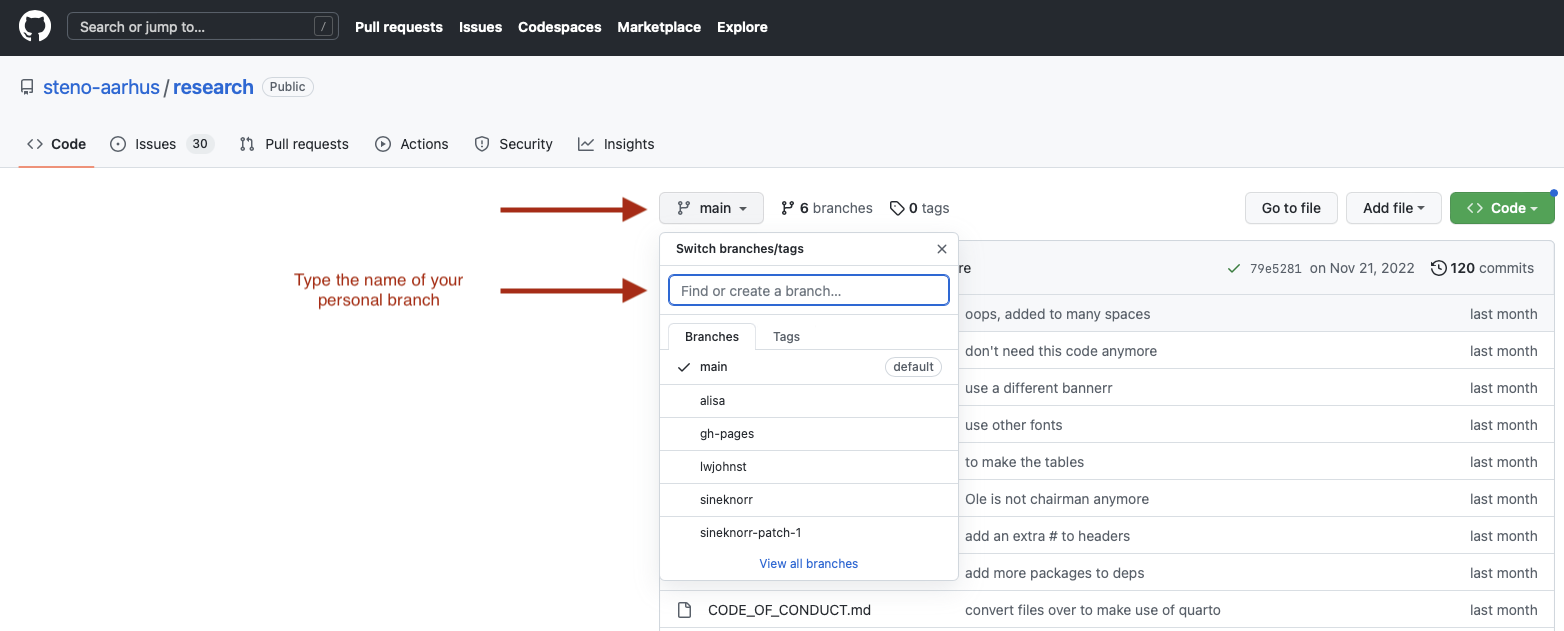 Search or jump to... /
Pull requests Issues Codespaces Marketplace Explore
steno-aarhus / research Public
Code Issues 30 Pull requests Actions Security Insights
main 6 branches 0 tags Go to file Add file Code
Switch branches/tags
re 79e5281 on Nov 21, 2022 120 commits
Type the name of your
personal branch
Find or create a branch...
oops, added to many spaces last month
Branches Tags
don't need this code anymore last month
main default
use a different bannerr last month
alisa
use other fonts last month
gh-pages
to make the tables last month
lwjohnst
Ole is not chairman anymore last month
sineknorr
add an extra # to headers last month
sineknorr-patch-1
add more packages to deps last month
View all branches
CODE_OF_CONDUCT.md convert files over to make use of quarto last month